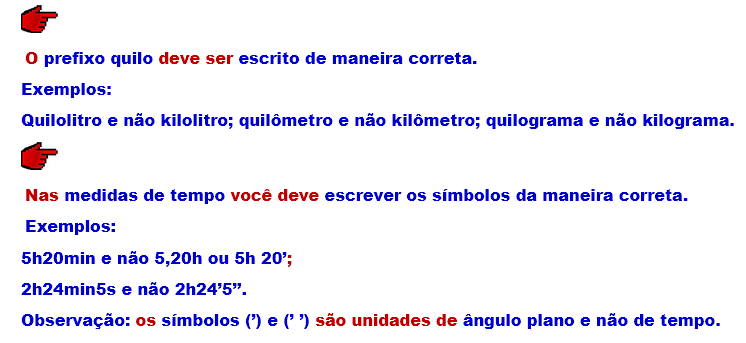 O prefixo quilo deve ser escrito de maneira correta.
Exemplos:
Quilolitro e não kilolitro; quilômetro e não kilômetro; quilograma e não kilograma.
Nas medidas de tempo você deve escrever os símbolos da maneira correta.
Exemplos:
5h20min e não 5,20h ou 5h 20’;
2h24min5s e não 2h24’5’’.
Observação: os símbolos (’) e (’ ’) são unidades de ângulo plano e não de tempo.